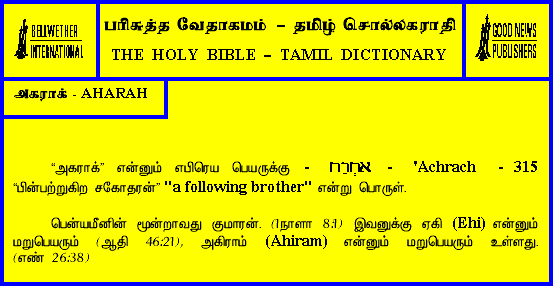 BELLWETHER
INTERNATIONAL
பரிசுத்த வேதாகமம் – தமிழ் சொல்லகராதி
THE HOLY BIBLE – TAMIL DICTIONARY
GOOD NEWS
PUBLISHERS
அகராக் - AHARAH
“அகராக்” என்னும் எபிரெய பெயருக்கு - אחרח - 'Achrach - 315
“பின்பற்றுகிற சகோதரன்” "a following brother" என்று பொருள்.
பென்யமீனின் மூன்றாவது குமாரன். (1நாளா 8:1) இவனுக்கு ஏகி (Ehi) என்னும்
மறுபெயரும் (ஆதி 46:21), அகிராம் (Ahiram) என்னும் மறுபெயரும் உள்ளது.
(எண் 26:38)